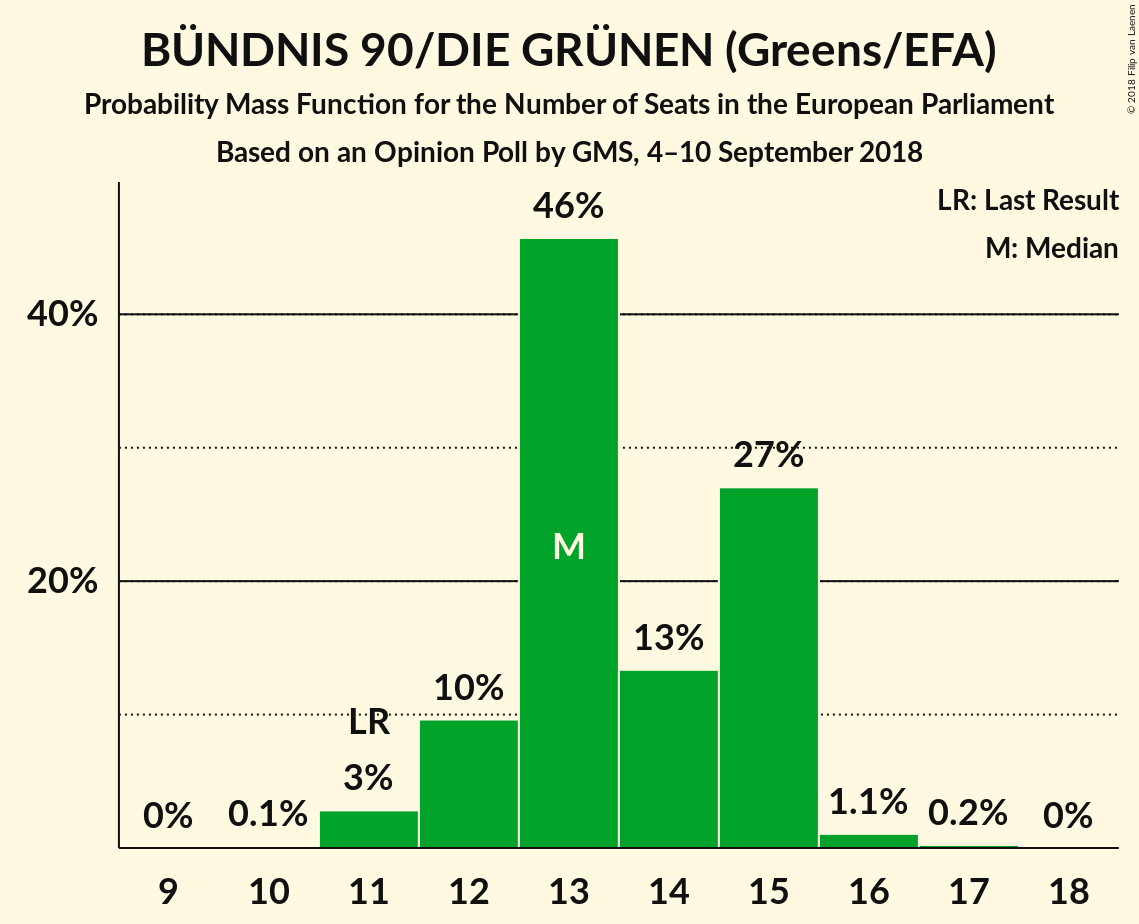 BÜNDNIS 90/DIE GRÜNEN (Greens/EFA)
Probability Mass Function for the Number of Seats in the European Parliament
Based on an Opinion Poll by GMS, 4–10 September 2018
© 2018 Filip van Laenen
LR: Last Result
M: Median
40%
20%
0%
0.1%
LR
3%
10%
46%
M
13%
27%
1.1%
0.2%
0%
9 10 11 12 13 14 15 16 17 18